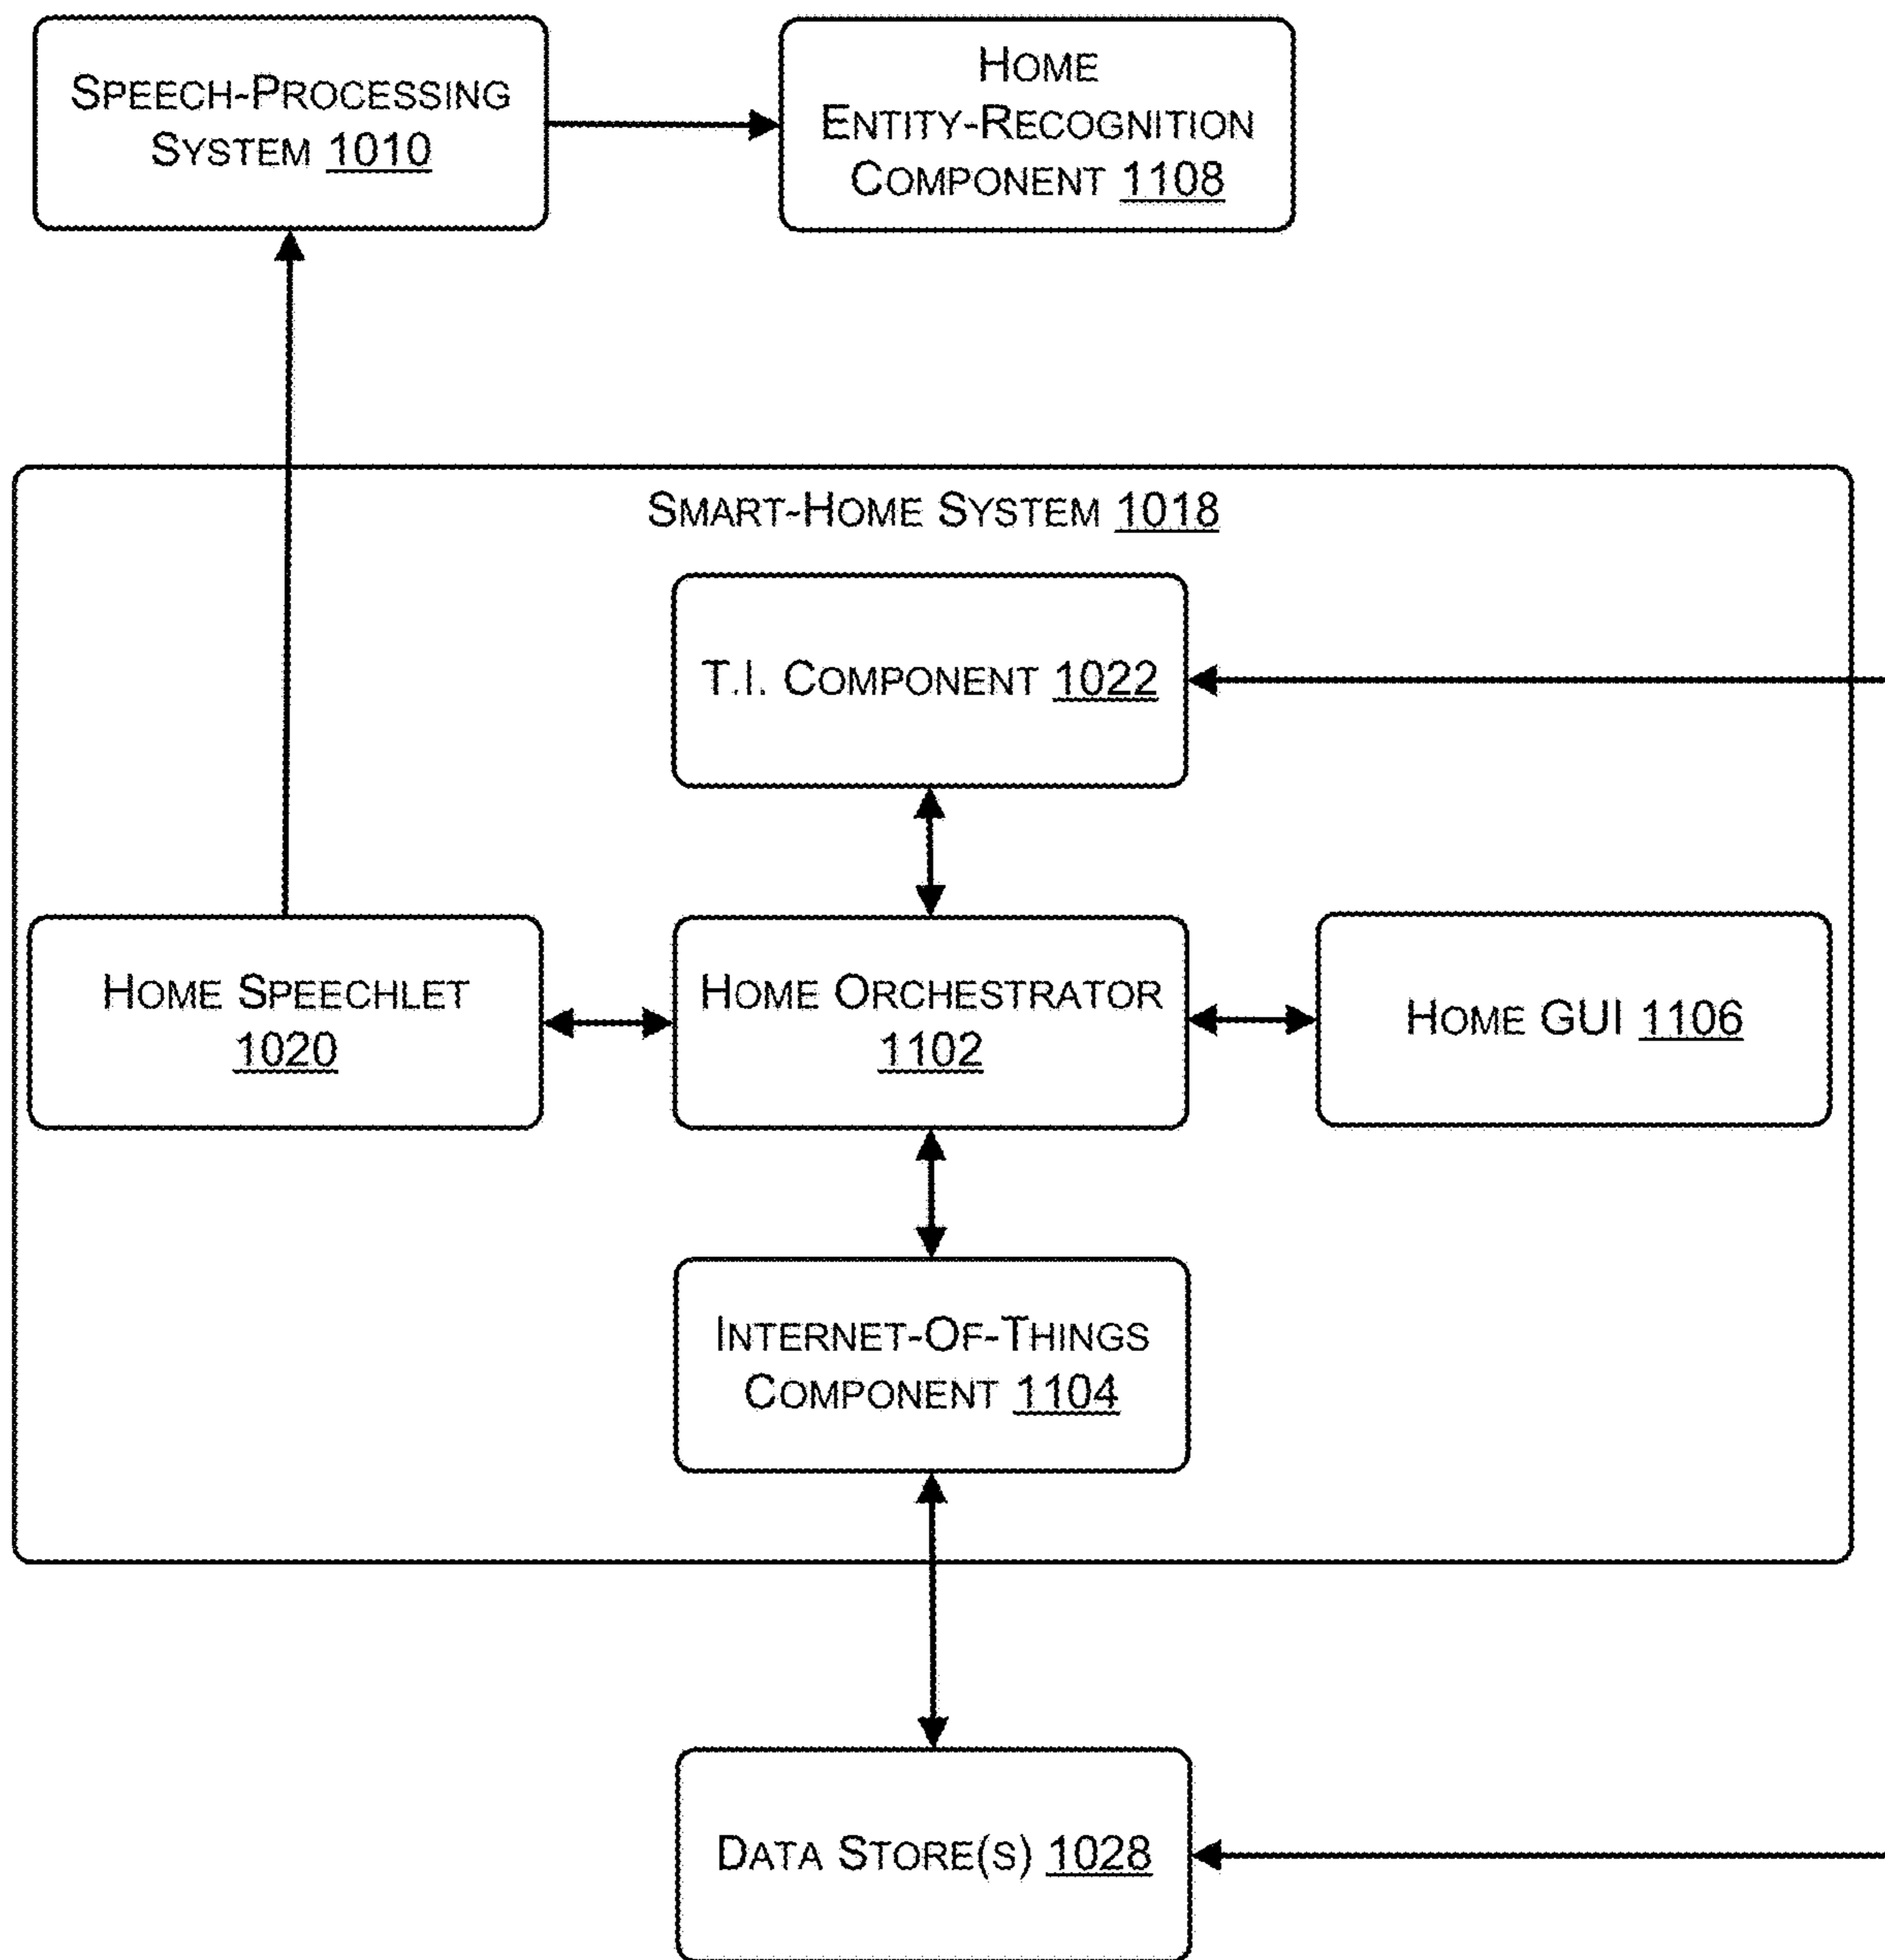 SPEECH-PROCESSING
SYSTEM 1010
HOME
ENTITY-RECOGNITION
COMPONENT 1108
SMART-HOME SYSTEM 1018
T.I. COMPONENT 1022
HOME SPEECHLET
1020
HOME ORCHESTRATOR
1102
HOME GUI 1106
INTERNET-OF-THINGS
COMPONENT 1104
DATA STORE(S) 1028